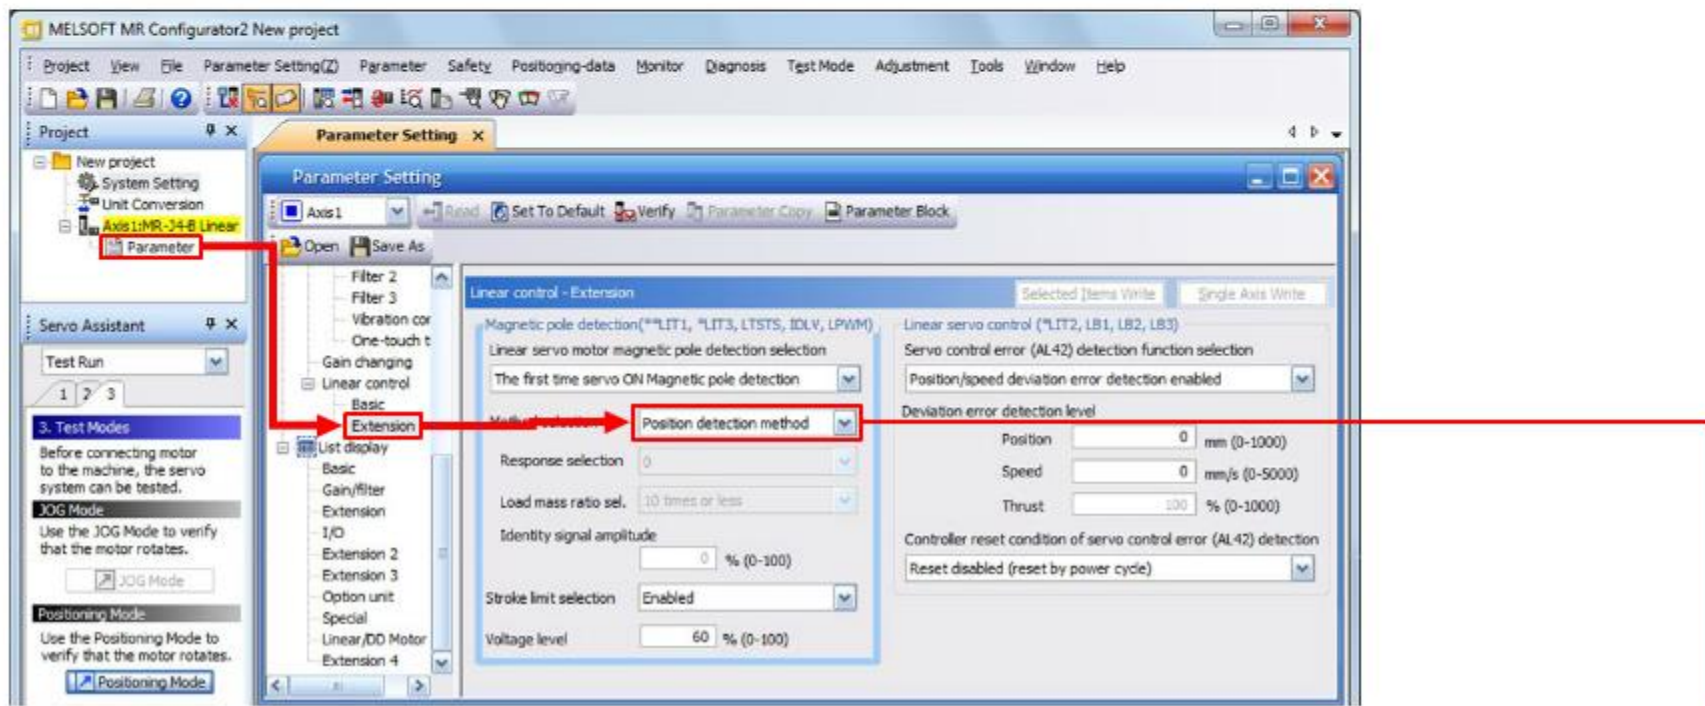 MELSOFT MR Configurator2 New project
Project View File Parameter Setting(Z) Parameter Safety Positioning-data Monitor Diagnosis Test Mode Adjustment Tools Window Help
Project
New project
System Setting
Unit Conversion
Axis1:MR-J4-B Linear
Parameter
Servo Assistant
Test Run
1 2 3
3. Test Modes
Before connecting motor
to the machine, the servo
system can be tested.
JOG Mode
Use the JOG Mode to verify
that the motor rotates.
JOG Mode
Positioning Mode
Use the Positioning Mode to
verify that the motor rotates.
Positioning Mode
Parameter Setting
Parameter Setting
Axis1 Read Set To Default Verify Parameter Copy Parameter Block
Open Save As
Filter 2
Filter 3
Vibration cor
One-touch t
Gain changing
Linear control
Basic
Extension
List display
Basic
Gain/filter
Extension
I/O
Extension 2
Extension 3
Option unit
Special
Linear/DD Motor
Extension 4
Linear control - Extension
Selected Items Write Single Axis Write
Magnetic pole detection(**LIT1, *LIT3, LTSTS, IDLV, LPWM)
Linear servo motor magnetic pole detection selection
The first time servo ON Magnetic pole detection
Position detection method
Response selection 0
Load mass ratio sel. 10 times or less
Identity signal amplitude
0 % (0-100)
Stroke limit selection Enabled
Voltage level 60 % (0-100)
Linear servo control (*LIT2, LB1, LB2, LB3)
Servo control error (AL42) detection function selection
Position/speed deviation error detection enabled
Deviation error detection level
Position 0 mm (0-1000)
Speed 0 mm/s (0-5000)
Thrust 100 % (0-1000)
Controller reset condition of servo control error (AL42) detection
Reset disabled (reset by power cycle)